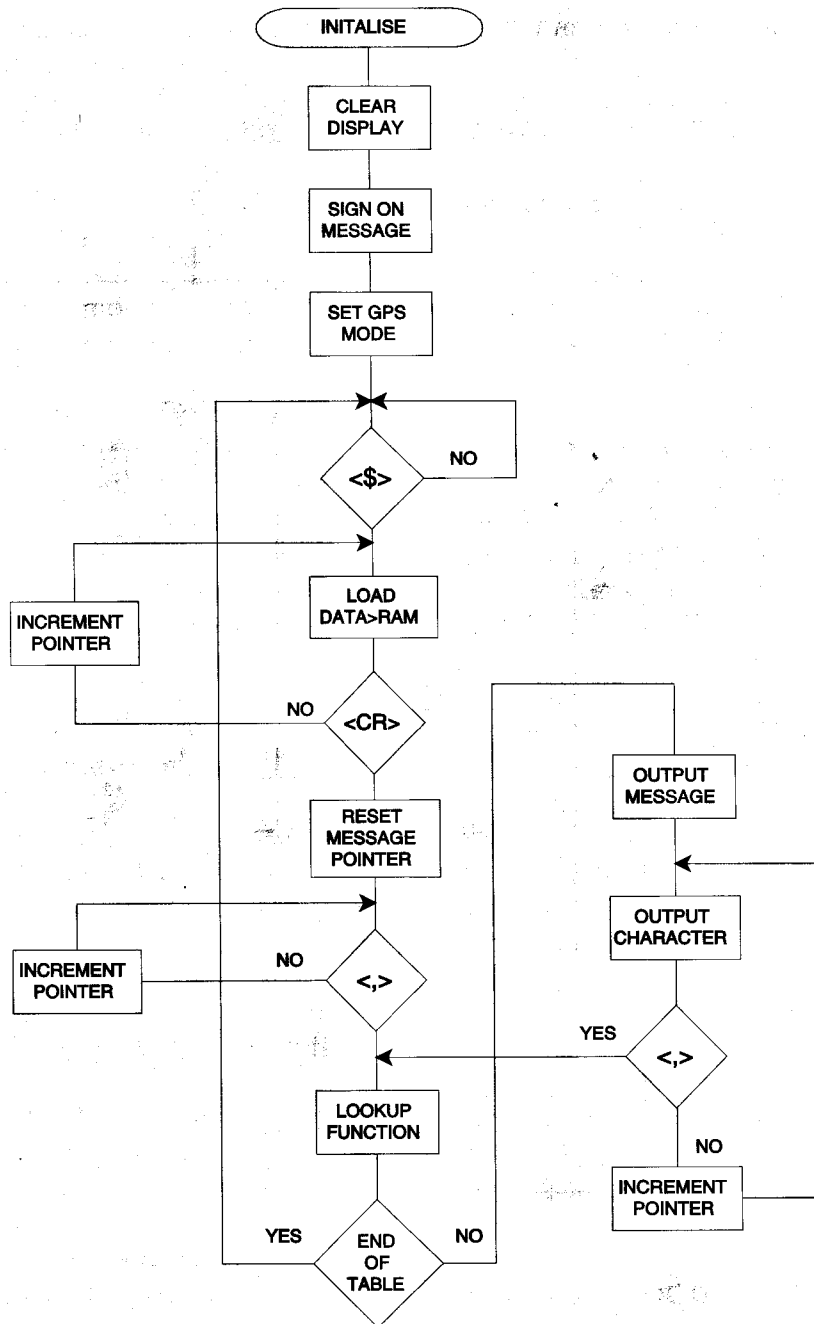 INITALISE
CLEAR
DISPLAY
SIGN ON
MESSAGE
SET GPS
MODE
<$>
NO
LOAD
DATA>RAM
INCREMENT
POINTER
<CR>
NO
RESET
MESSAGE
POINTER
<,>
NO
INCREMENT
POINTER
LOOKUP
FUNCTION
END
OF
TABLE
YES
NO
OUTPUT
MESSAGE
OUTPUT
CHARACTER
<,>
YES
NO
INCREMENT
POINTER